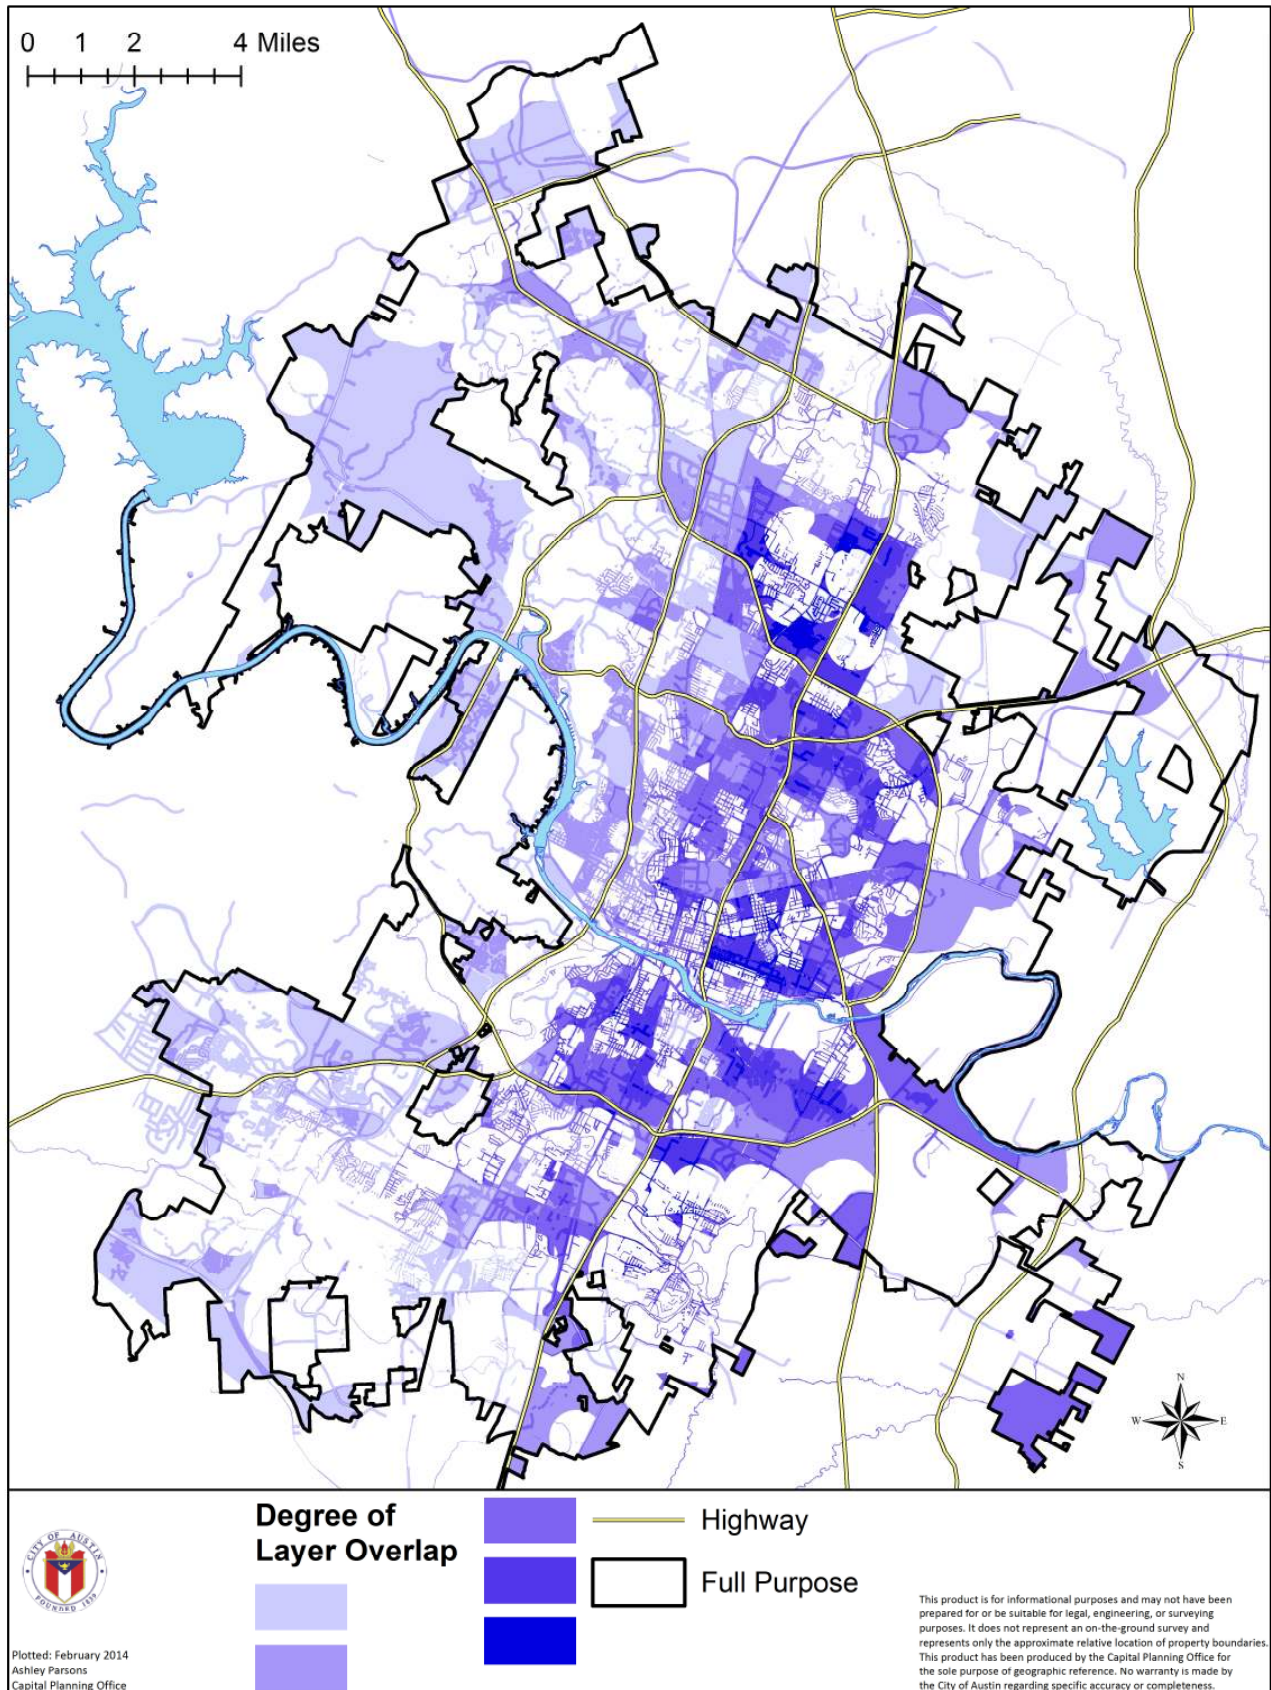 0 1 2 4 Miles
N
W E
S
Degree of
Layer Overlap
Highway
Full Purpose
CITY OF AUSTIN
FOUNDED 1839
Plotted: February 2014
Ashley Parsons
Capital Planning Office
This product is for informational purposes and may not have been
prepared for or be suitable for legal, engineering, or surveying
purposes. It does not represent an on-the-ground survey and
represents only the approximate relative location of property boundaries.
This product has been produced by the Capital Planning Office for
the sole purpose of geographic reference. No warranty is made by
the City of Austin regarding specific accuracy or completeness.